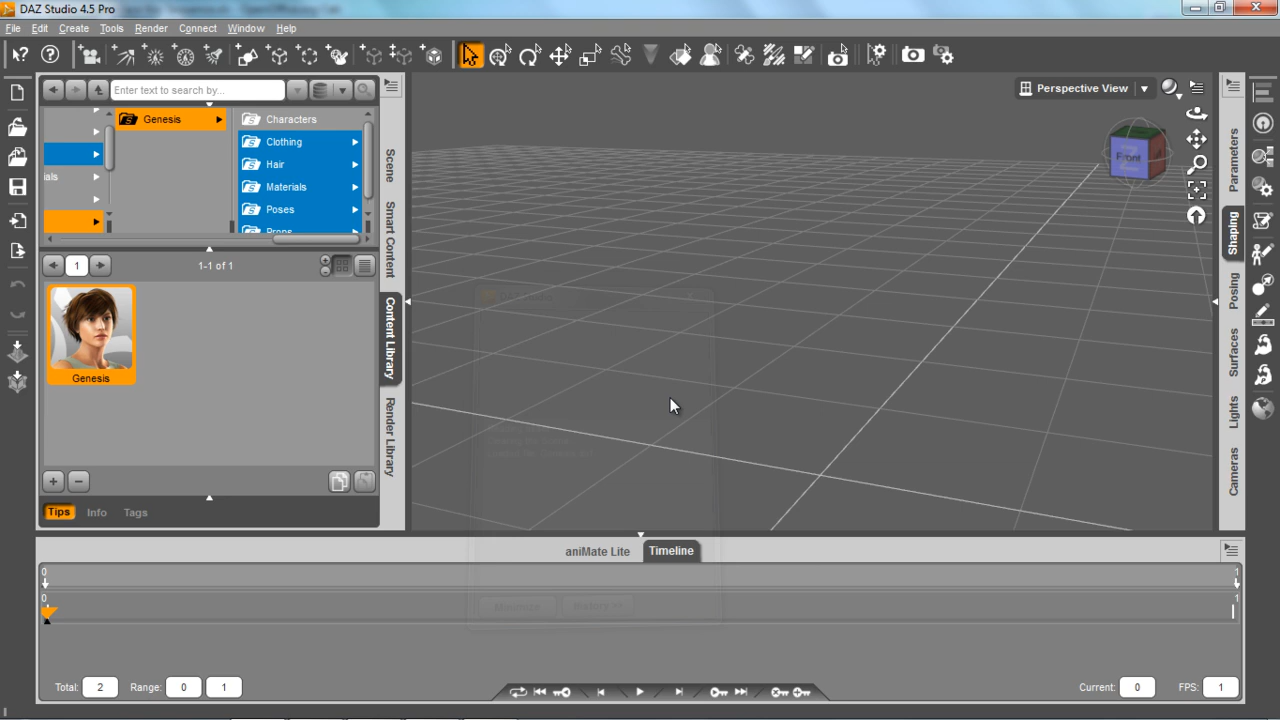 DAZ Studio 4.5 Pro
File Edit Create Tools Render Connect Window Help
Enter text to search by...
Perspective View
Front
Genesis
Characters
Clothing
Hair
Materials
Poses
Props
ials
1
1-1 of 1
Genesis
Tips Info Tags
Scene
Smart Content
Content Library
Render Library
Parameters
Shaping
Posing
Surfaces
Lights
Cameras
aniMate Lite Timeline
0 1
0 1
Total: 2 Range: 0 1 Current: 0 FPS: 1